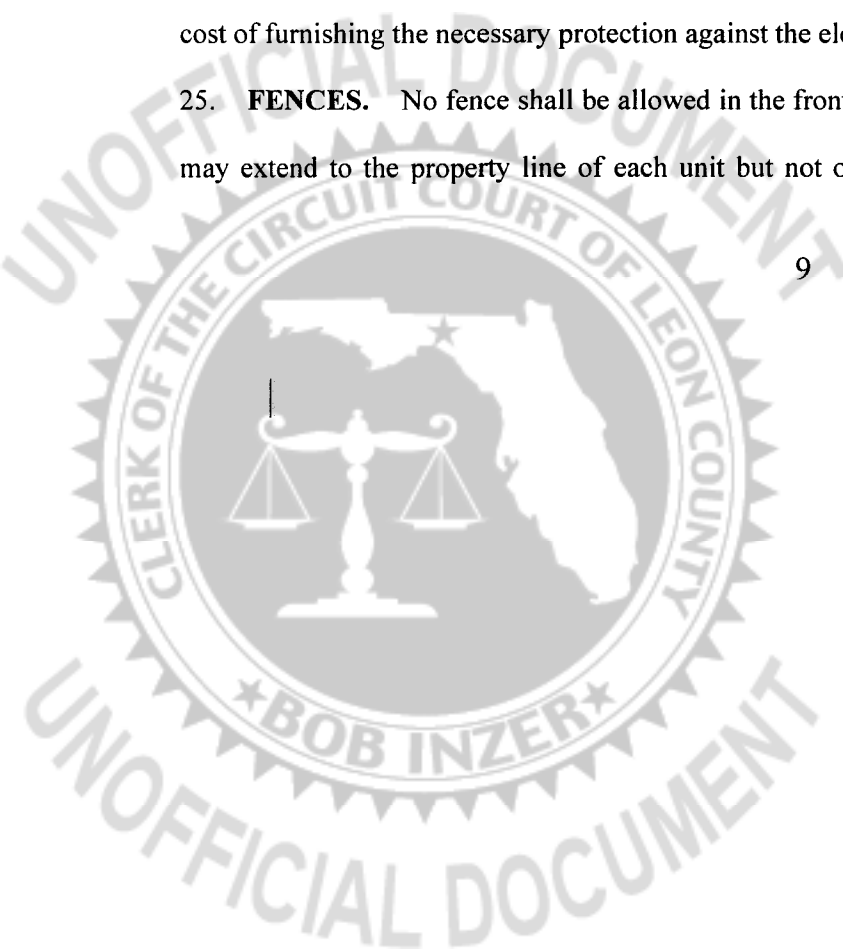 cost of furnishing the necessary protection against the
25. FENCES. No fence shall be allowed in the front
may extend to the property line of each unit but not
9
UNOFFICIAL DOCUMENT
CLERK OF THE CIRCUIT COURT OF LEON COUNTY
★BOB INZER★
UNOFFICIAL DOCUMENT